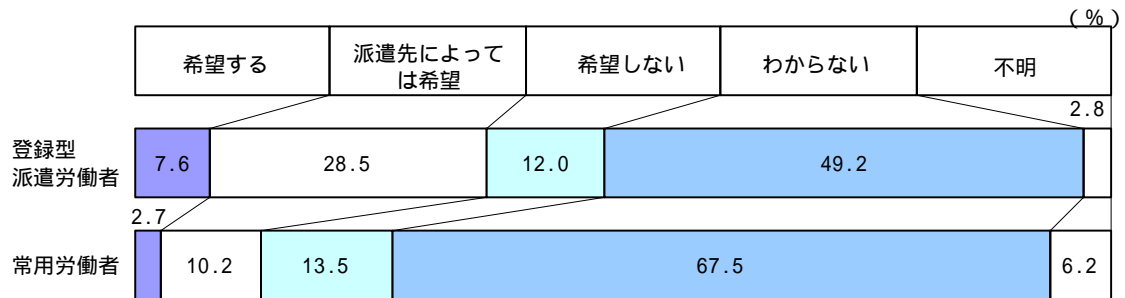 (%)
希望する
派遣先によって
は希望
希望しない
わからない
不明
2.8
登録型
派遣労働者
7.6
28.5
12.0
49.2
2.7
常用労働者
10.2
13.5
67.5
6.2